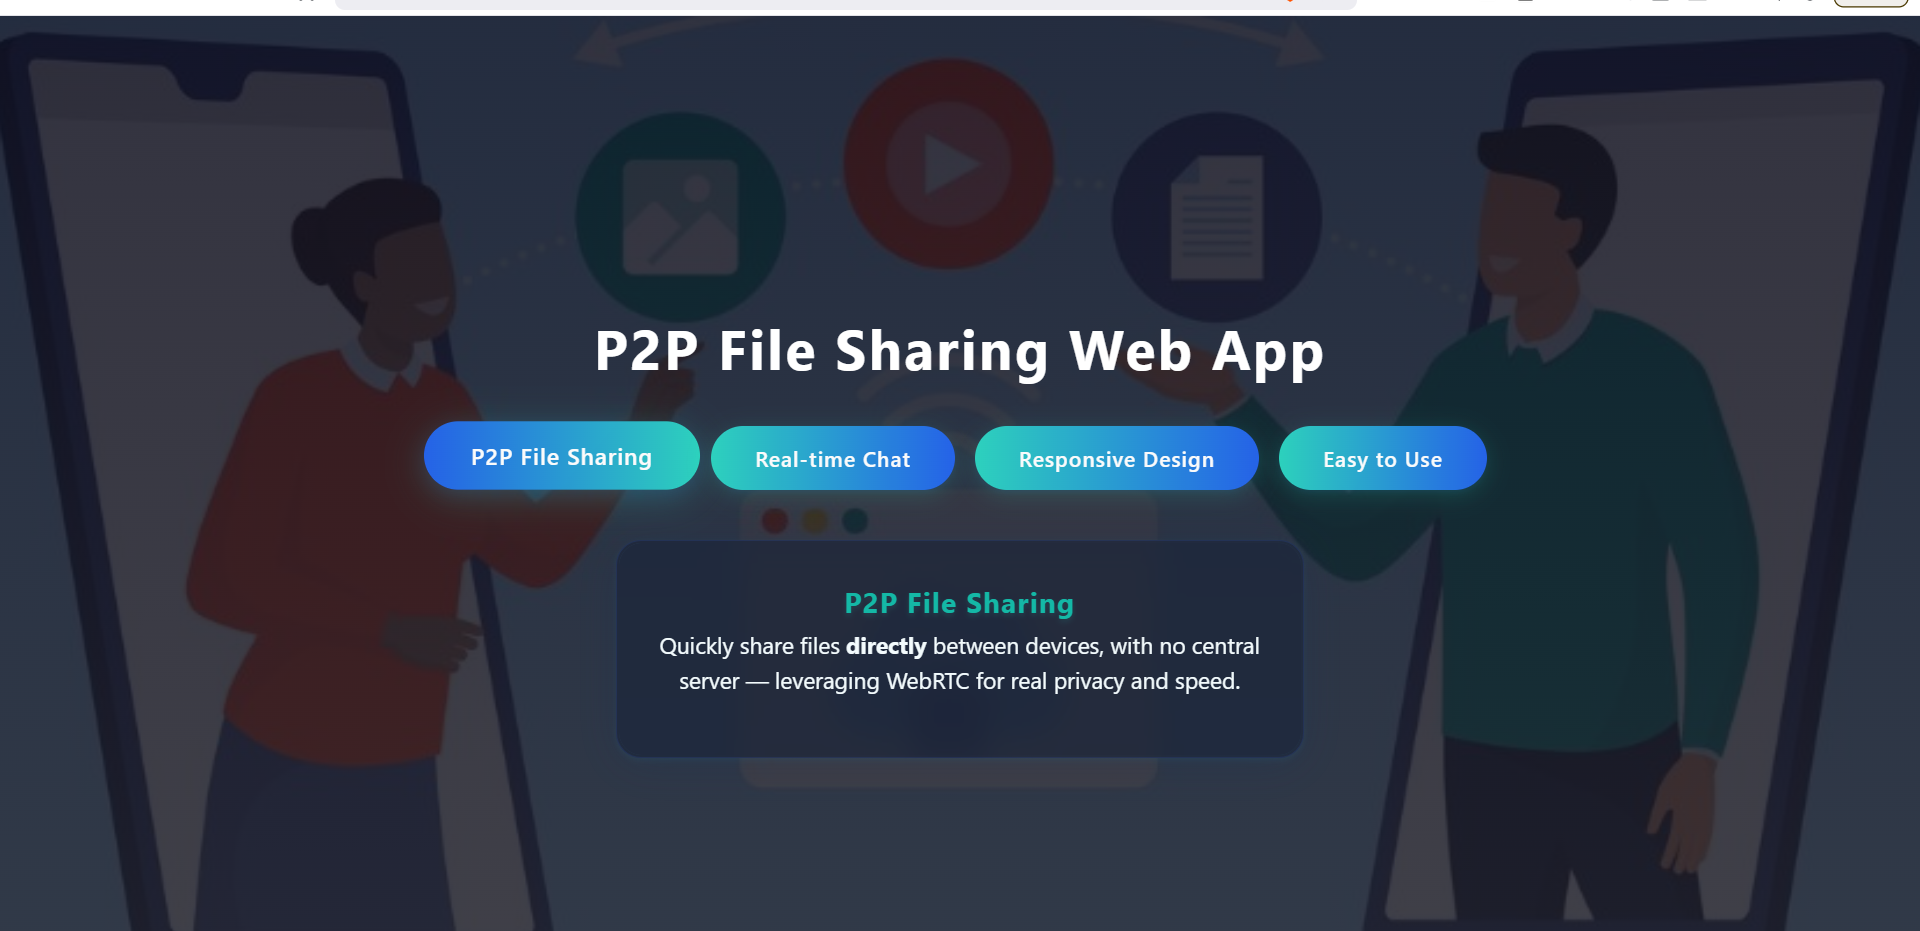 P2P File Sharing Web App
P2P File Sharing
Real-time Chat
Responsive Design
Easy to Use
P2P File Sharing
Quickly share files directly between devices, with no central
server — leveraging WebRTC for real privacy and speed.